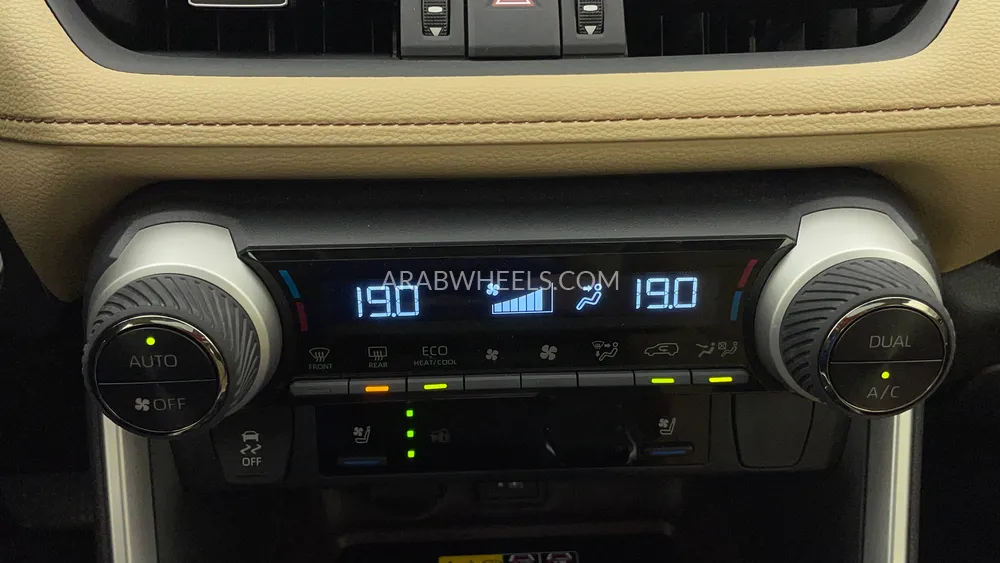 ARABWHEELS.COM
19.0
19.0
FRONT
REAR
ECO
HEAT/COOL
AUTO
OFF
DUAL
A/C
OFF